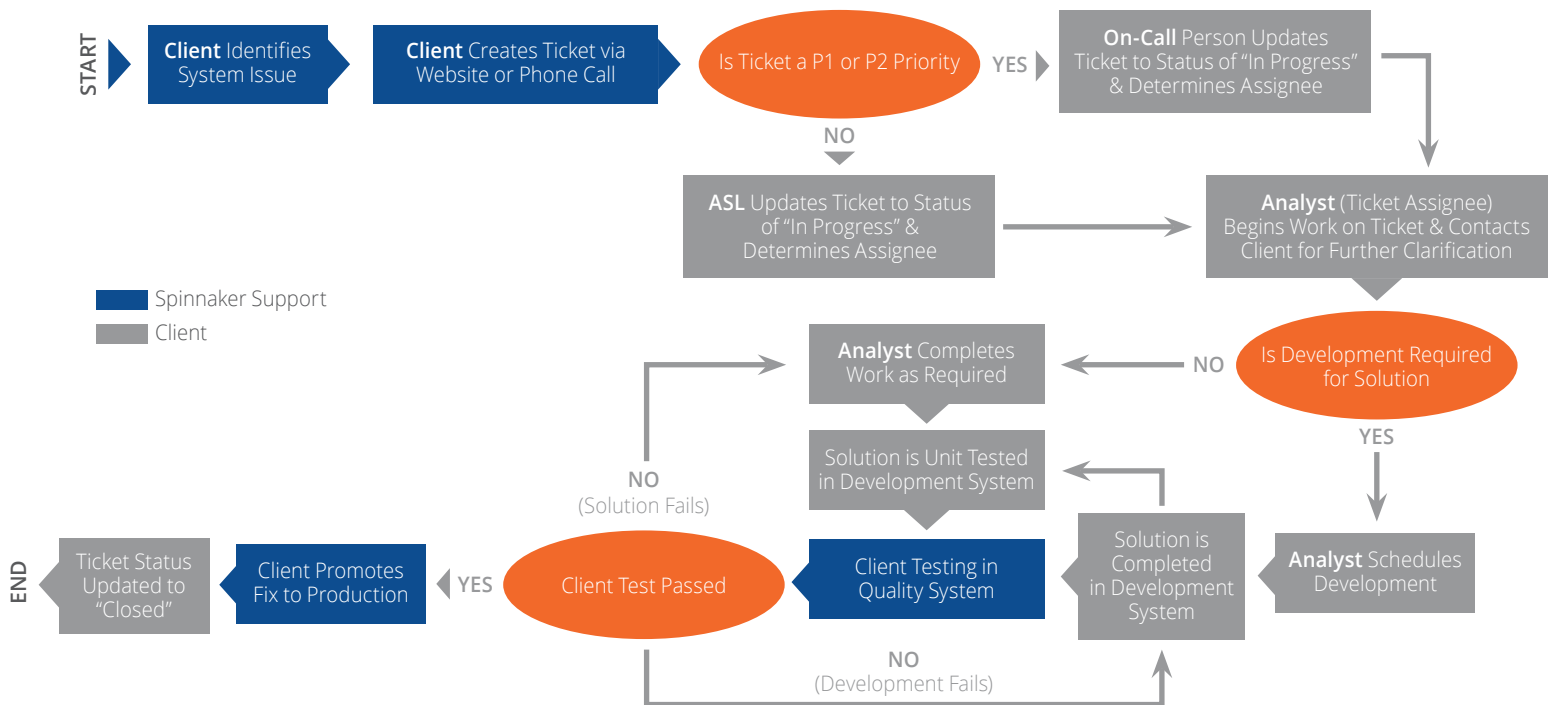 START
Client Identifies
System Issue
Client Creates Ticket via
Website or Phone Call
Is Ticket a P1 or P2 Priority
YES
On-Call Person Updates
Ticket to Status of “In Progress”
& Determines Assignee
NO
ASL Updates Ticket to Status
of “In Progress” &
Determines Assignee
Analyst (Ticket Assignee)
Begins Work on Ticket & Contacts
Client for Further Clarification
Spinnaker Support
Client
Is Development Required
for Solution
NO
Analyst Completes
Work as Required
YES
Solution is Unit Tested
in Development System
Analyst Schedules
Development
Solution is
Completed
in Development
System
Client Testing in
Quality System
Client Test Passed
NO
(Solution Fails)
NO
(Development Fails)
YES
Client Promotes
Fix to Production
Ticket Status
Updated to
“Closed”
END